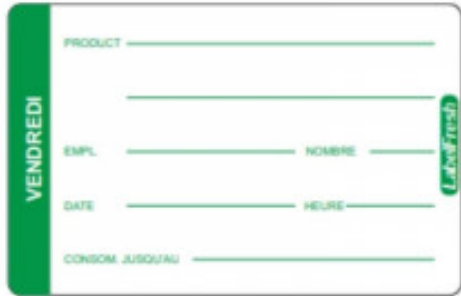 VENDREDI
PRODUCT
EMPL. NOMBRE
DATE HEURE
CONSOM. JUSQU'AU
LabelFresh